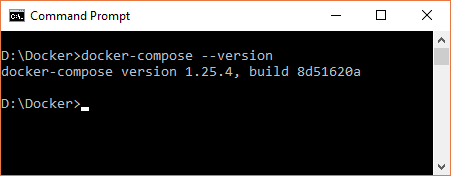 Command Prompt
D:\Docker>docker-compose --version
docker-compose version 1.25.4, build 8d51620a
D:\Docker>